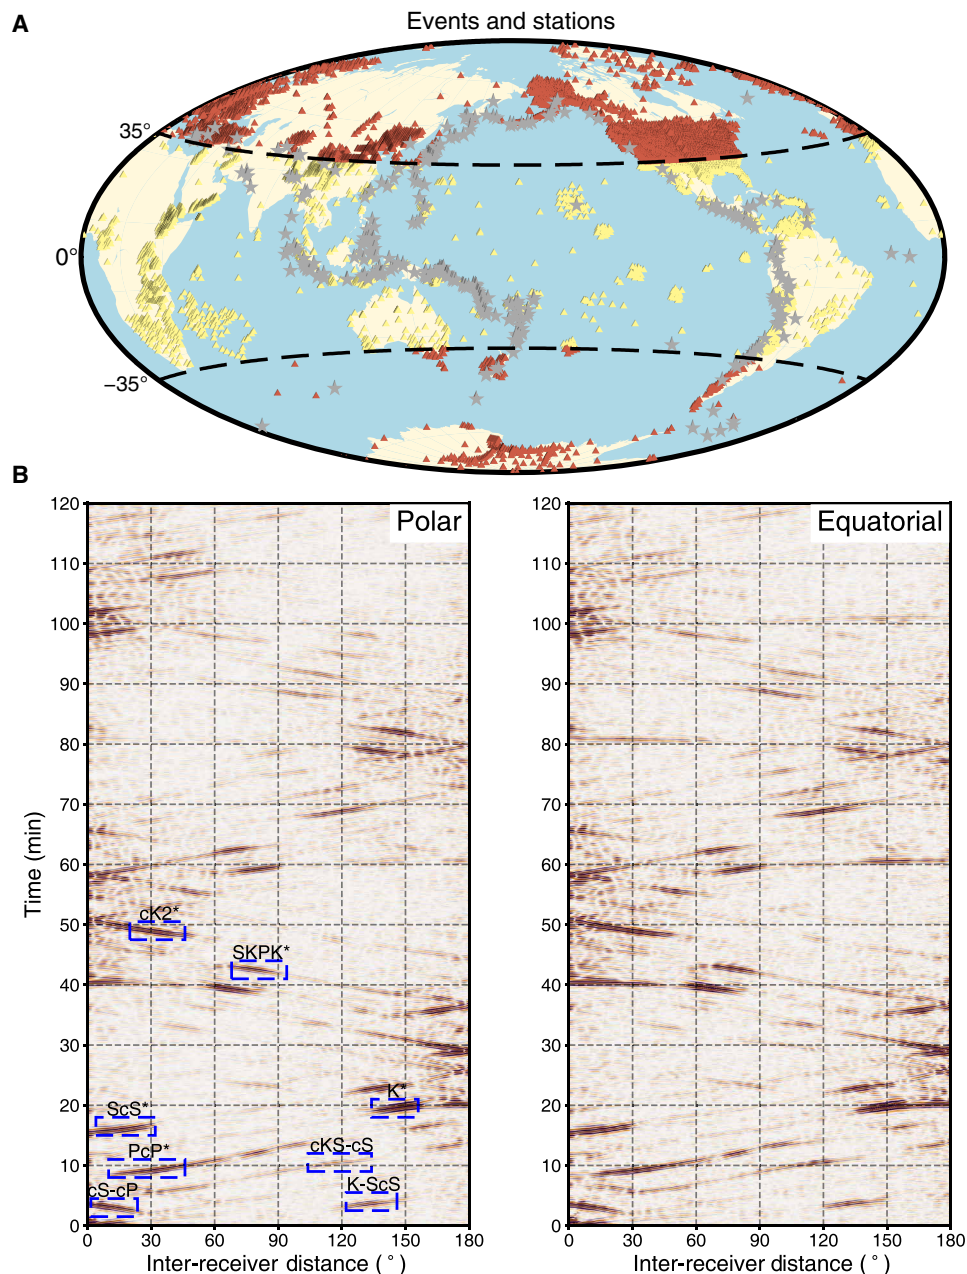 A
Events and stations
35°
0°
−35°
B
Polar
Equatorial
120
110
100
90
80
70
60
50
40
30
20
10
0
Time (min)
cK2*
SKPK*
K*
ScS*
PcP*
cKS-cS
cS-cP
K-ScS
0 30 60 90 120 150 180
Inter-receiver distance (°)
120
110
100
90
80
70
60
50
40
30
20
10
0
0 30 60 90 120 150 180
Inter-receiver distance (°)